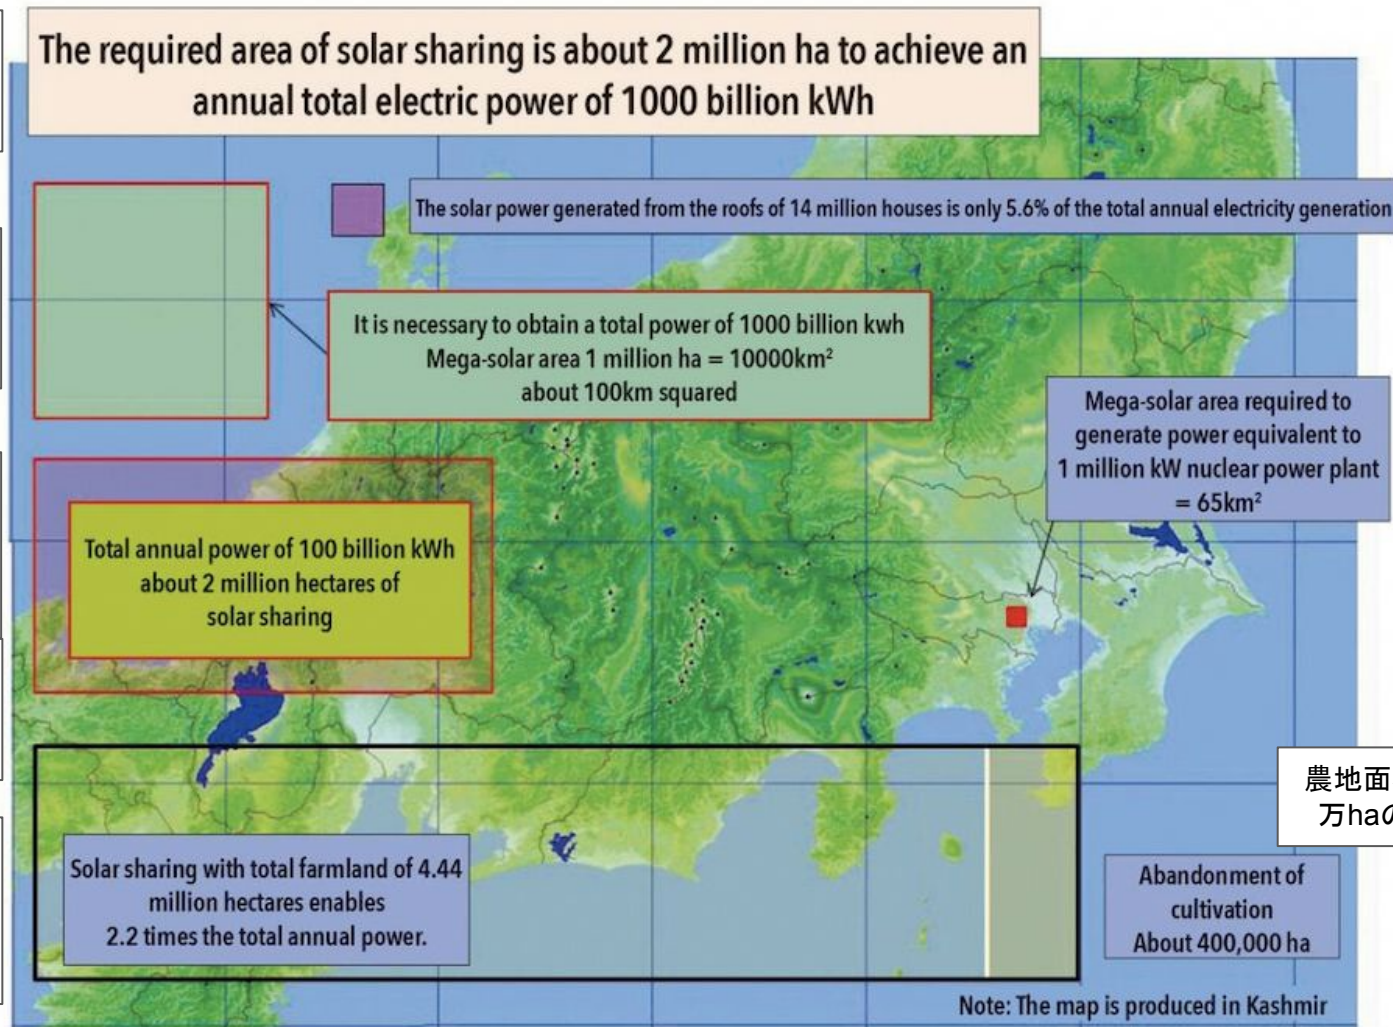 The required area of solar sharing is about 2 million ha to achieve an
annual total electric power of 1000 billion kWh
The solar power generated from the roofs of 14 million houses is only 5.6% of the total annual electricity generation
It is necessary to obtain a total power of 1000 billion kwh
Mega-solar area 1 million ha = 10000km²
about 100km squared
Mega-solar area required to
generate power equivalent to
1 million kW nuclear power plant
= 65km²
Total annual power of 100 billion kWh
about 2 million hectares of
solar sharing
農地面
万haの
Solar sharing with total farmland of 4.44
million hectares enables
2.2 times the total annual power.
Abandonment of
cultivation
About 400,000 ha
Note: The map is produced in Kashmir